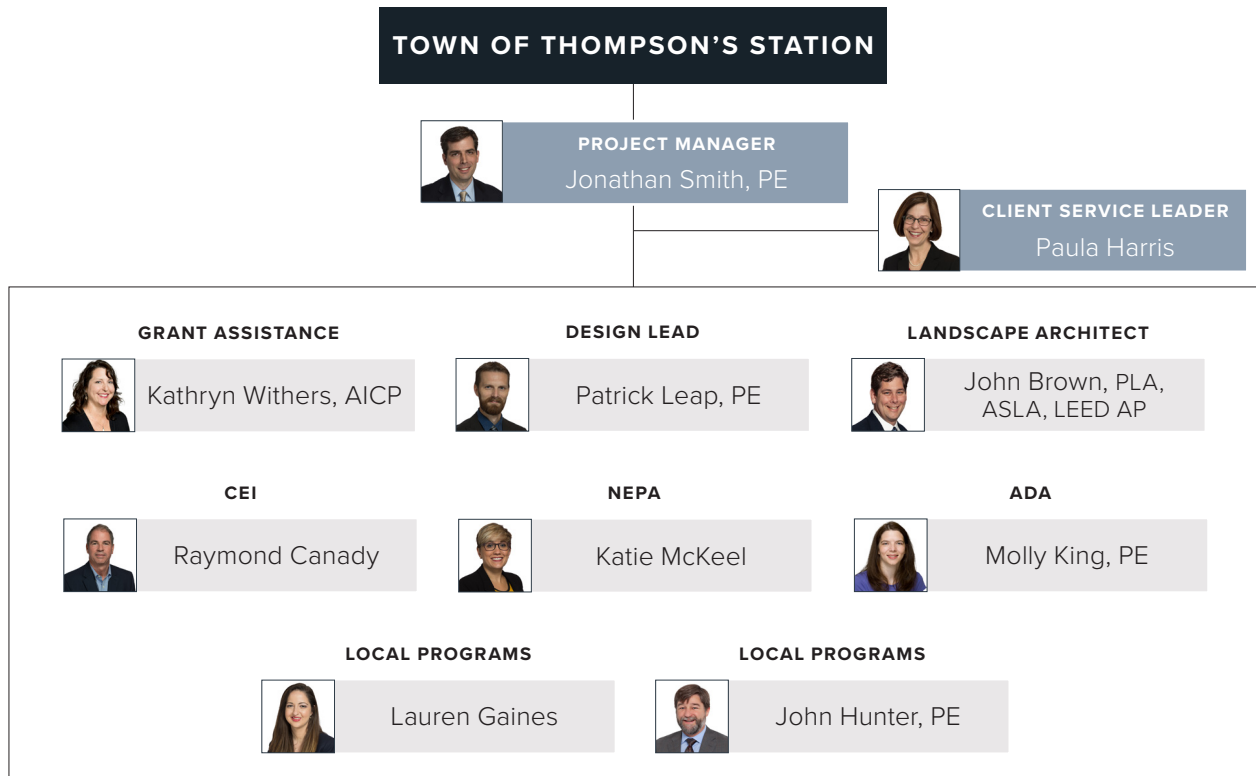 TOWN OF THOMPSON’S STATION
PROJECT MANAGER
Jonathan Smith, PE
CLIENT SERVICE LEADER
Paula Harris
GRANT ASSISTANCE
Kathryn Withers, AICP
DESIGN LEAD
Patrick Leap, PE
LANDSCAPE ARCHITECT
John Brown, PLA,
ASLA, LEED AP
CEI
Raymond Canady
NEPA
Katie McKeel
ADA
Molly King, PE
LOCAL PROGRAMS
Lauren Gaines
LOCAL PROGRAMS
John Hunter, PE